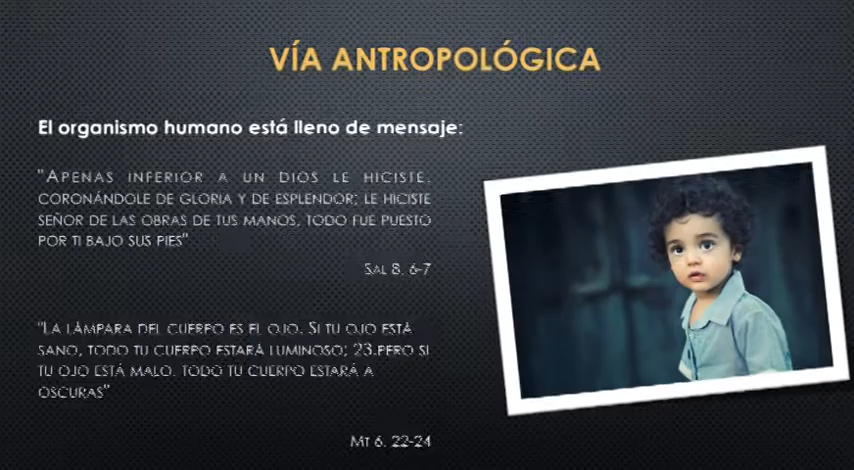 VÍA ANTROPOLÓGICA
El organismo humano está lleno de mensaje:
"APENAS INFERIOR A UN DIOS LE HICISTE,
CORONÁNDOLE DE GLORIA Y DE ESPLENDOR; LE HICISTE
SEÑOR DE LAS OBRAS DE TUS MANOS, TODO FUE PUESTO
POR TI BAJO SUS PIES"
SAL 8, 6-7
"LA LÁMPARA DEL CUERPO ES EL OJO. SI TU OJO ESTÁ
SANO, TODO TU CUERPO ESTARÁ LUMINOSO; 23.PERO SI
TU OJO ESTÁ MALO, TODO TU CUERPO ESTARÁ A
OSCURAS"
MT 6, 22-24